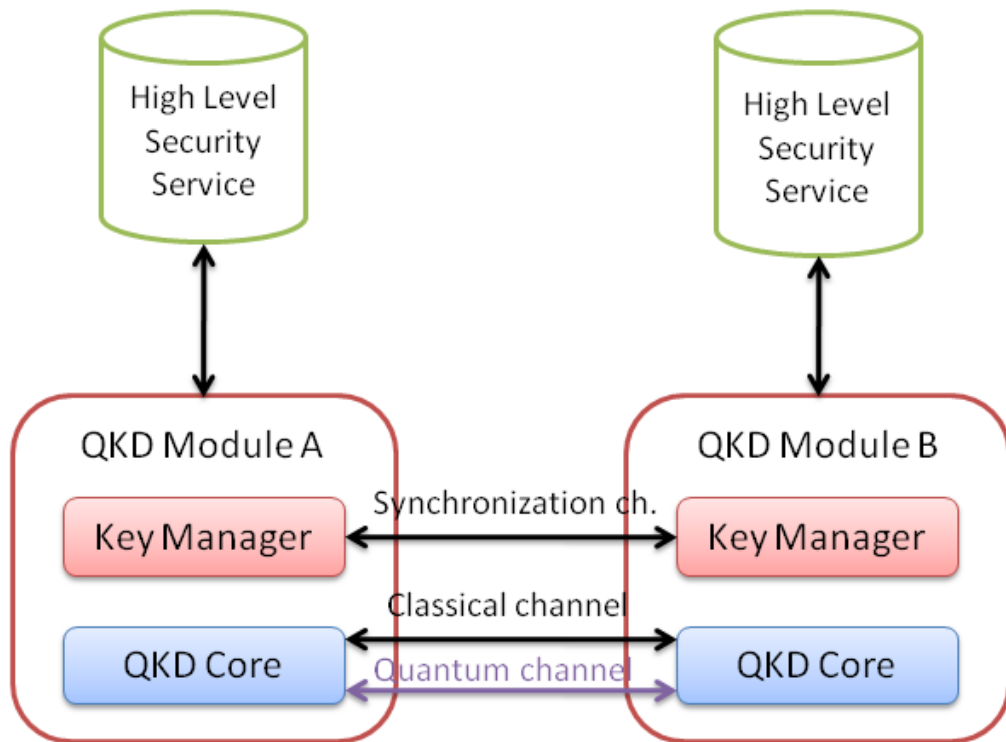 High Level
Security
Service
High Level
Security
Service
QKD Module A
QKD Module B
Synchronization ch.
Key Manager
Key Manager
Classical channel
QKD Core
Quantum channel
QKD Core